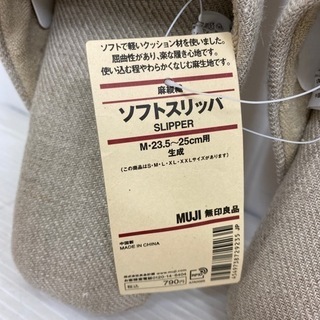 ソフトで軽いクッション材を使いました。
屈曲性があり、楽な履き心地です。
使い込む程やわらかくなじむ麻生地です。
ソフトスリッパ
SLIPPER
M・23.5〜25cm用
生成
(この商品はS・M・L・XL・XXLサイズがあります)
MUJI 無印良品
中国製
MADE IN CHINA
790円